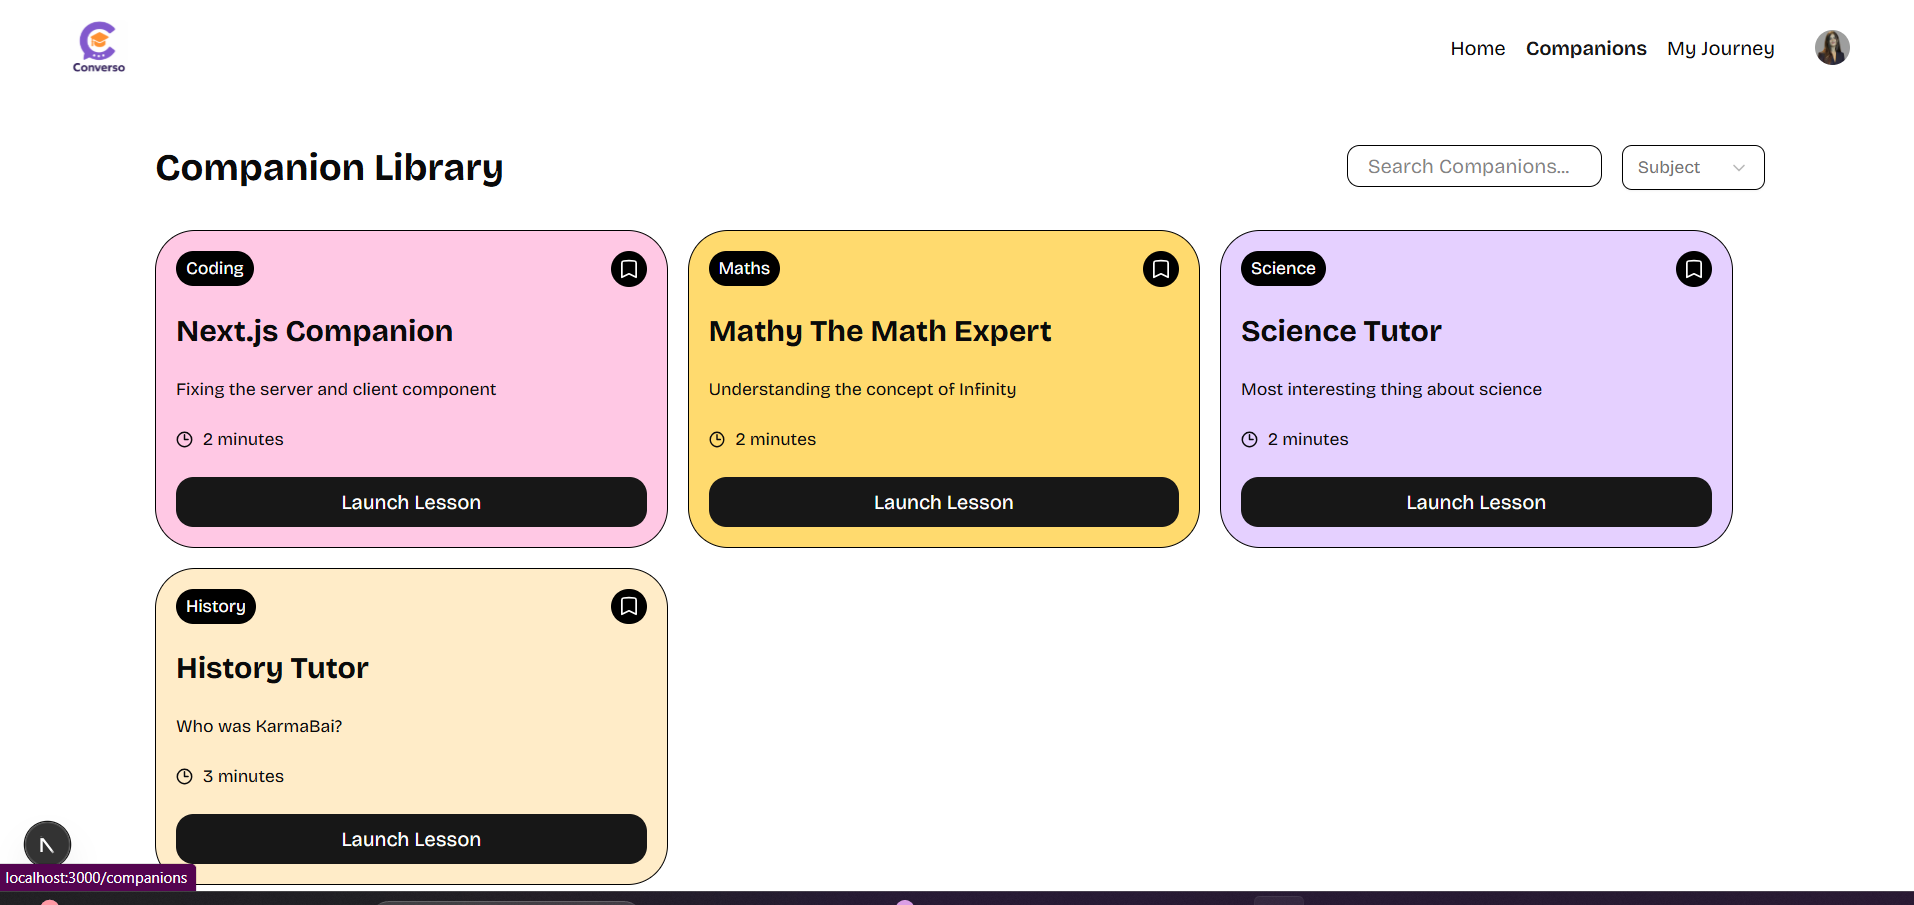 Converso
Home Companions My Journey
Companion Library
Search Companions...
Subject
Coding
Next.js Companion
Fixing the server and client component
2 minutes
Launch Lesson
Maths
Mathy The Math Expert
Understanding the concept of Infinity
2 minutes
Launch Lesson
Science
Science Tutor
Most interesting thing about science
2 minutes
Launch Lesson
History
History Tutor
Who was KarmaBai?
3 minutes
Launch Lesson
localhost:3000/companions